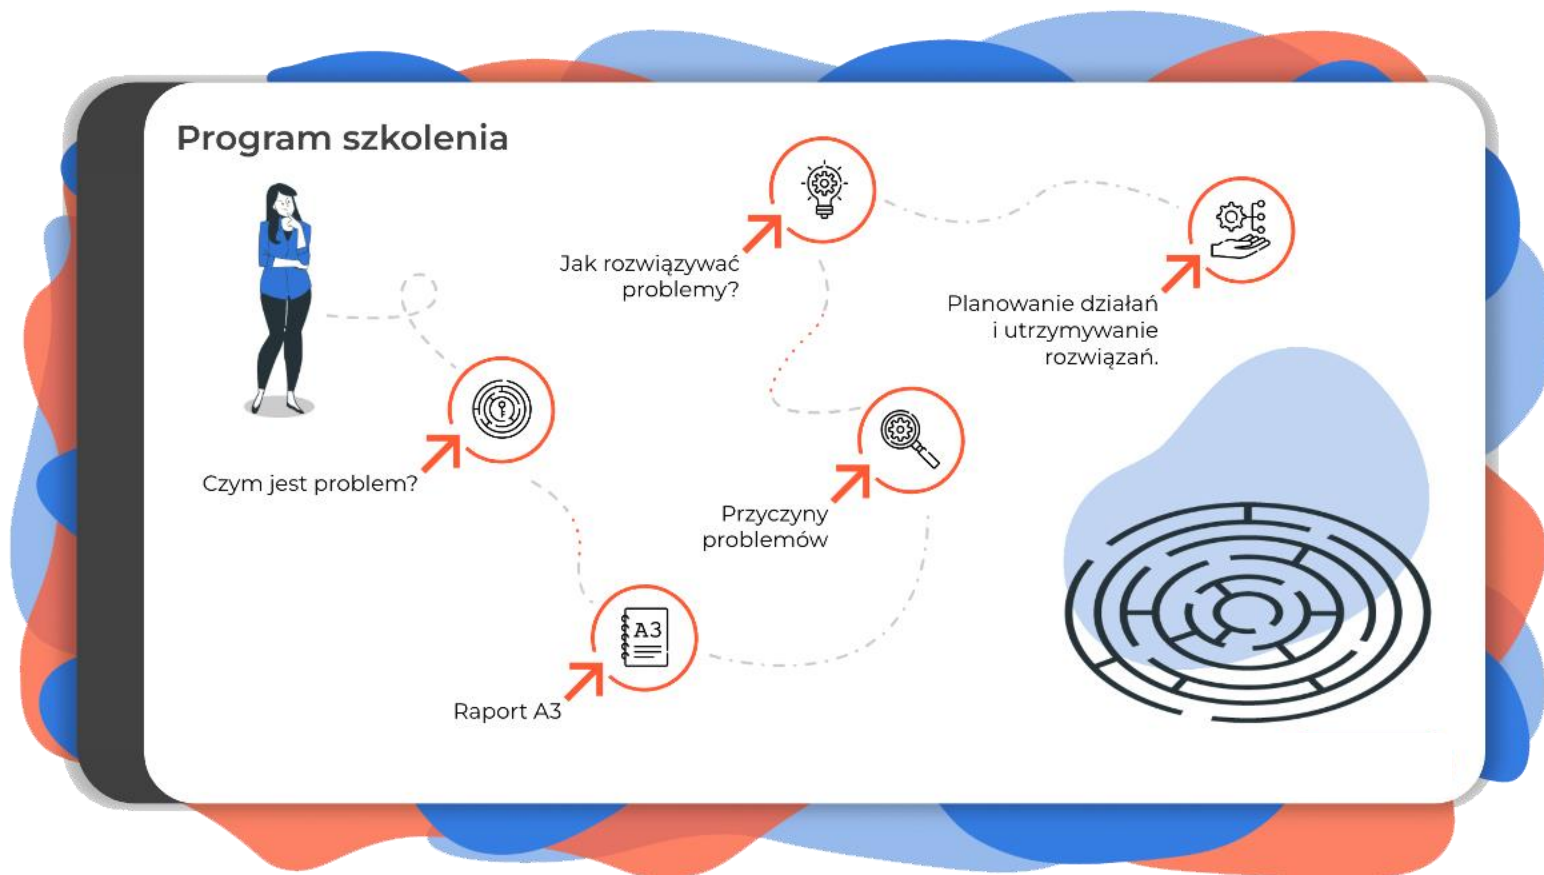 Program szkolenia
Czym jest problem?
Raport A3
A3
Przyczyny
problemów
Jak rozwiązywać
problemy?
Planowanie działań
i utrzymywanie
rozwiązań.